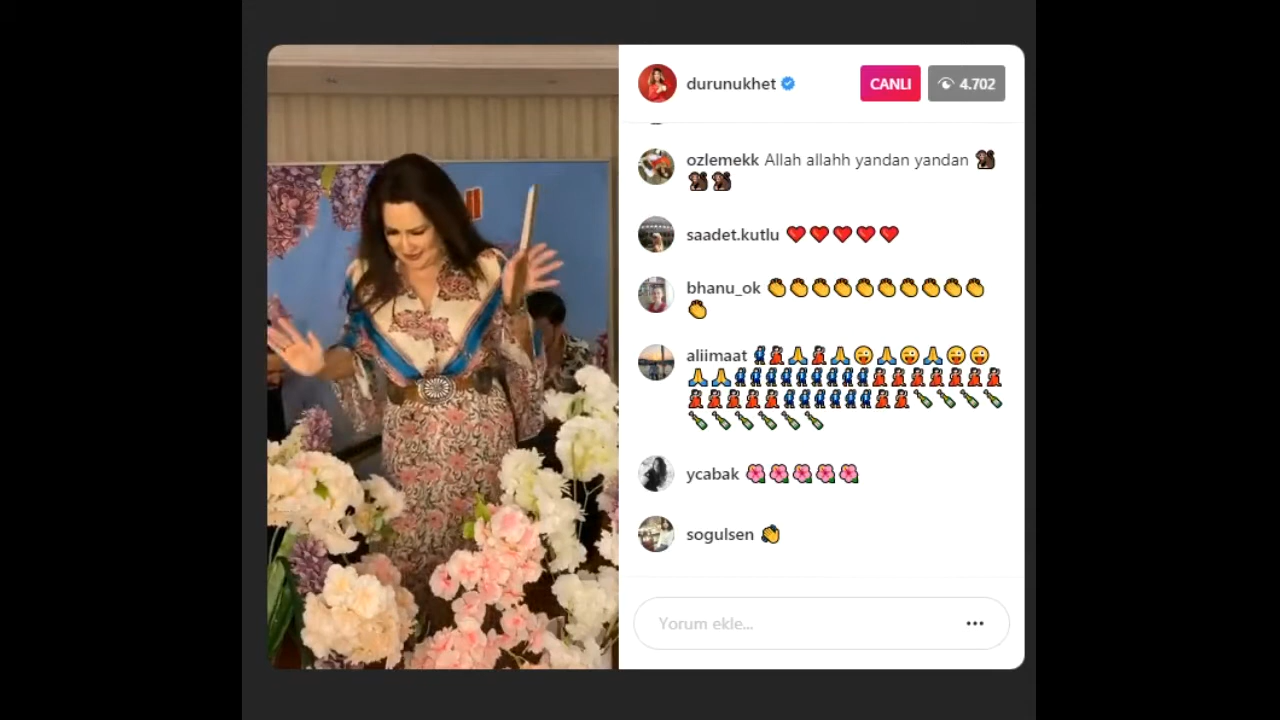 durunukhet
CANLI
4.702
ozlemekk Allah allahh yandan yandan
saadet.kutlu
bhanu_ok
aliimaat
ycabak
sogulsen
Yorum ekle...